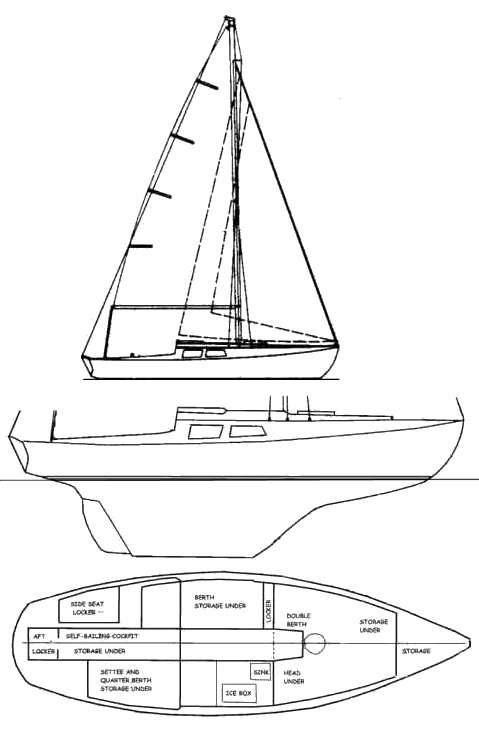 SIDE SEAT
LOCKER
BERTH
STORAGE UNDER
LOCKER
DOUBLE
BERTH
STORAGE
UNDER
AFT
SELF-SAILING COCKPIT
LOCKER
STORAGE UNDER
STORAGE
SETTEE AND
QUARTER BERTH
STORAGE UNDER
SINK
HEAD
UNDER
ICE BOX